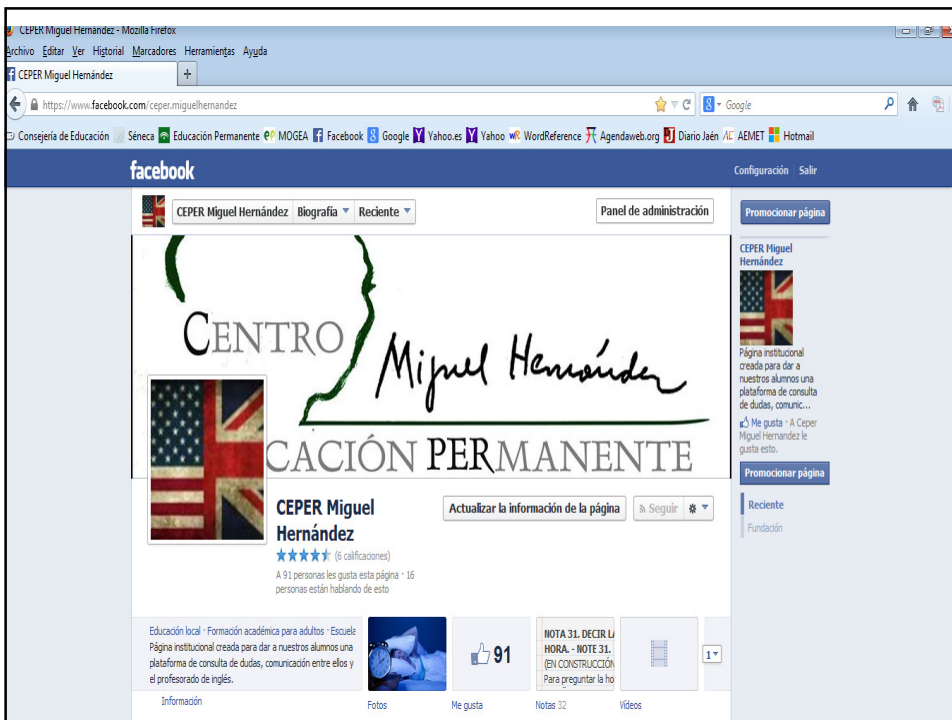 CEPER Miguel Hernández - Mozilla Firefox
Archivo Editar Ver Historial Marcadores Herramientas Ayuda
CEPER Miguel Hernández +
https://www.facebook.com/ceper.miguelhernandez Google
Consejería de Educación Séneca Educación Permanente MOGEA Facebook Google Yahoo.es Yahoo WordReference Agendaweb.org Diario Jaén AEMET Hotmail
facebook
Configuración Salir
CEPER Miguel Hernández Biografía Reciente
Panel de administración
CENTRO
Miguel Hernández
CACIÓN PERMANENTE
CEPER Miguel
Hernández
(6 calificaciones)
A 91 personas les gusta esta página · 16
personas están hablando de esto
Actualizar la información de la página
Seguir
Educación local · Formación académica para adultos · Escuela
Página institucional creada para dar a nuestros alumnos una
plataforma de consulta de dudas, comunicación entre ellos y
el profesorado de inglés.
Información
Fotos
91
Me gusta
NOTA 31. DECIR LA
HORA. - NOTE 31.
(EN CONSTRUCCIÓN
Para preguntar la ho
Notas 32
Vídeos
1
Promocionar página
CEPER Miguel
Hernández
Página institucional
creada para dar a
nuestros alumnos una
plataforma de consulta
de dudas, comunic...
Me gusta · A Ceper
Miguel Hernandez le
gusta esto.
Promocionar página
Reciente
Fundación